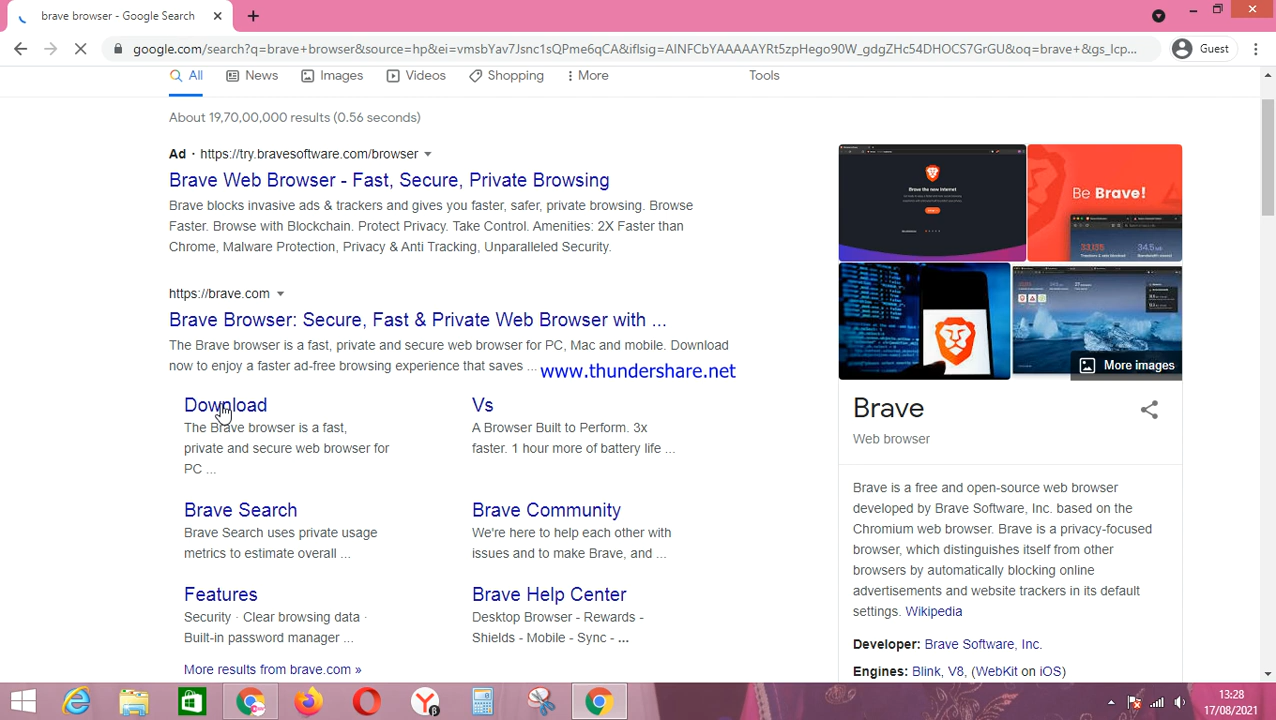 brave browser - Google Search
google.com/search?q=brave+browser&source=hp&ei=vmsbYav7Jsnc1sQPme6qCA&iflsig=AINFCbYAAAAAYRt5zpHego90W_gdgZHc54DHOCS7GrGU&oq=brave+&gs_lcp...
Guest
All
News
Images
Videos
Shopping
More
Tools
About 19,70,00,000 results (0.56 seconds)
Ad · https://try.bravesoftware.com/browser
Brave Web Browser - Fast, Secure, Private Browsing
Brave blocks invasive ads & trackers, giving you faster, safer, private browsing. Browse
Faster. Browse with Blockchain. Private Browser. Take Control. Amenities: 2X Faster than
Chrome, Malware Protection, Privacy & Anti Tracking, Unparalleled Security.
https://brave.com
Brave Browser: Secure, Fast & Private Web Browser with ...
The Brave browser is a fast, private and secure web browser for PC, Mac and mobile. Download
now to enjoy a faster ad-free browsing experience that saves ...
www.thundershare.net
Download
The Brave browser is a fast,
private and secure web browser for
PC ...
Vs
A Browser Built to Perform. 3x
faster. 1 hour more of battery life ...
Brave Search
Brave Search uses private usage
metrics to estimate overall ...
Brave Community
We're here to help each other with
issues and to make Brave, and ...
Features
Security · Clear browsing data ·
Built-in password manager ...
Brave Help Center
Desktop Browser - Rewards -
Shields - Mobile - Sync - ...
More results from brave.com »
Brave the new internet
Be Brave!
More images
Brave
Web browser
Brave is a free and open-source web browser
developed by Brave Software, Inc. based on the
Chromium web browser. Brave is a privacy-focused
browser, which distinguishes itself from other
browsers by automatically blocking online
advertisements and website trackers in its default
settings. Wikipedia
Developer: Brave Software, Inc.
Engines: Blink, V8, (WebKit on iOS)
13:28
17/08/2021